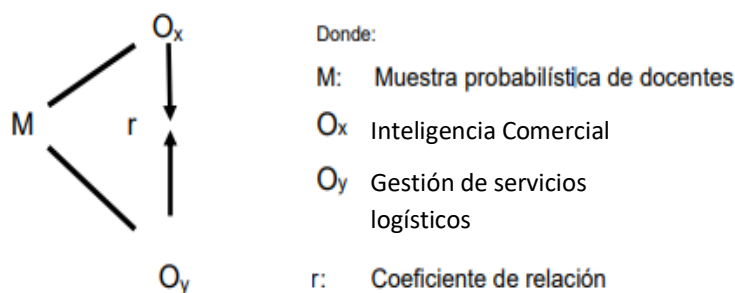 Ox
Donde:
M: Muestra probabilística de docentes
M
r
Ox Inteligencia Comercial
Oy Gestión de servicios
logísticos
Oy
r: Coeficiente de relación